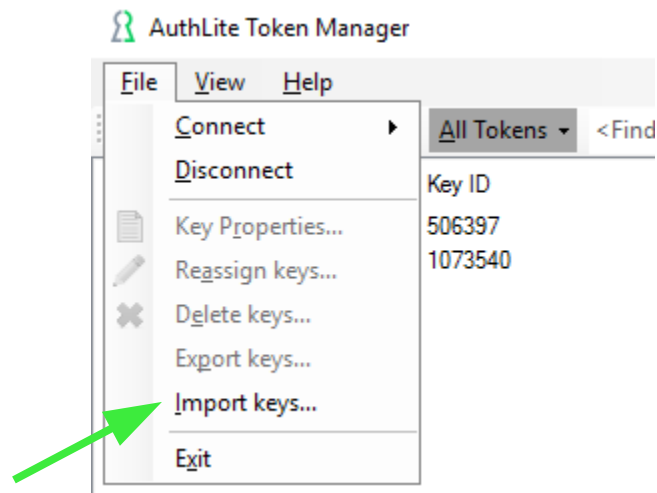 AuthLite Token Manager
File View Help
Connect
Disconnect
Key Properties...
Reassign keys...
Delete keys...
Export keys...
Import keys...
Exit
All Tokens <Find
Key ID
506397
1073540